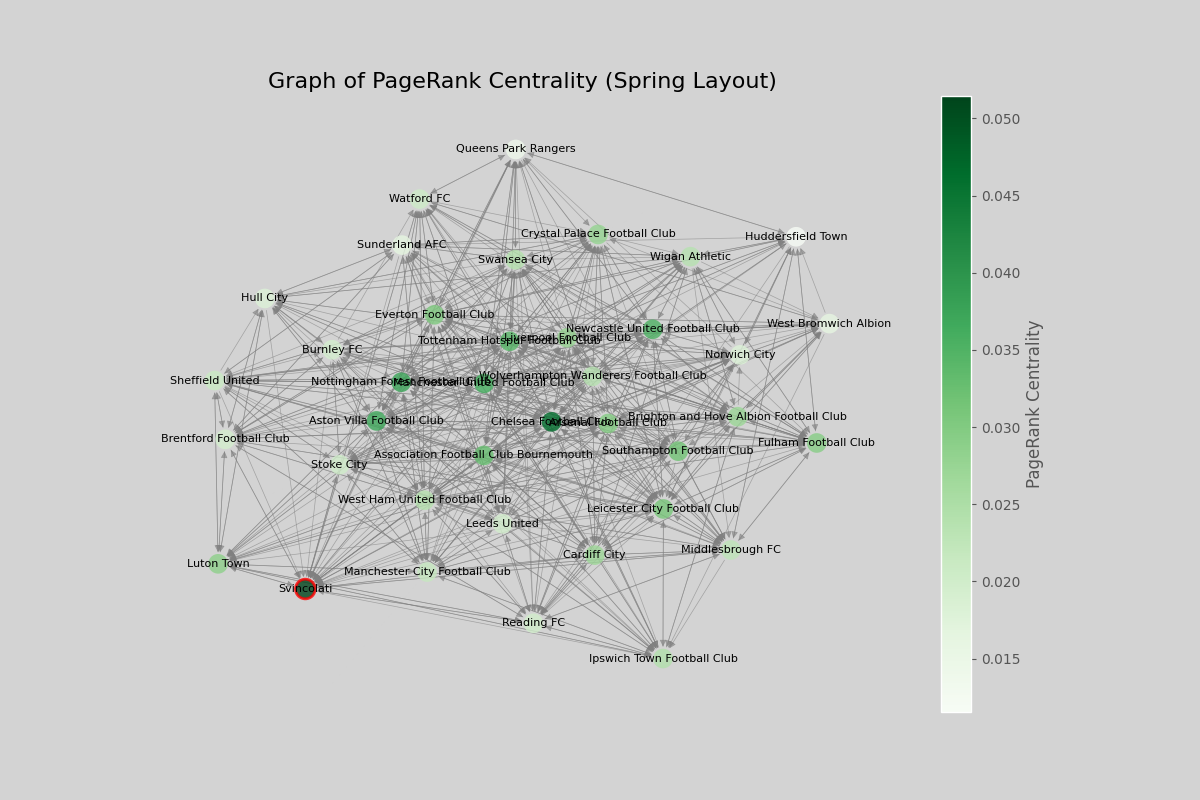 Graph of PageRank Centrality (Spring Layout)
Queens Park Rangers
Watford FC
Crystal Palace Football Club
Huddersfield Town
Sunderland AFC
Swansea City
Wigan Athletic
Hull City
Everton Football Club
West Bromwich Albion
Newcastle United Football Club
Tottenham Hotspur Football Club
Liverpool Football Club
Burnley FC
Norwich City
Sheffield United
Nottingham Forest Football Club
Manchester United Football Club
Wolverhampton Wanderers Football Club
Aston Villa Football Club
Chelsea Football Club
Arsenal Football Club
Brighton and Hove Albion Football Club
Brentford Football Club
Fulham Football Club
Association Football Club Bournemouth
Southampton Football Club
Stoke City
West Ham United Football Club
Leicester City Football Club
Leeds United
Luton Town
Manchester City Football Club
Cardiff City
Middlesbrough FC
Svincolati
Reading FC
Ipswich Town Football Club
0.050
0.045
0.040
0.035
0.030
0.025
0.020
0.015
PageRank Centrality